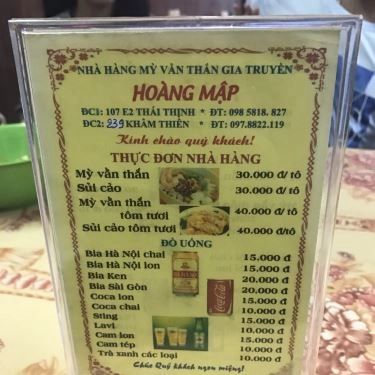 NHÀ HÀNG MỲ VẰN THẮN GIA TRUYỀN
HOÀNG MẬP
ĐC1: 107 E2 THÁI THỊNH * ĐT: 098 5818. 827
ĐC2: 239 KHÂM THIÊN * ĐT: 097.8822.119
Kính chào quý khách!
THỰC ĐƠN NHÀ HÀNG
Mỳ vằn thắn 30.000 đ/ tô
Sủi cảo 30.000 đ/ tô
Mỳ vằn thắn
tôm tươi 40.000 đ/ tô
Sủi cảo tôm tươi 40.000 đ/tô
ĐỒ UỐNG
Bia Hà Nội chai 15.000 đ
Bia Hà Nội lon 15.000 đ
Bia Ken 20.000 đ
Bia Sài Gòn 20.000 đ
Coca lon 15.000 đ
Coca chai 10.000 đ
Sting 15.000 đ
Lavi 10.000 đ
Cam lon 15.000 đ
Cam tép 10.000 đ
Trà xanh các loại 10.000 đ
Chúc Quý khách ngon miệng!
Coca-Cola